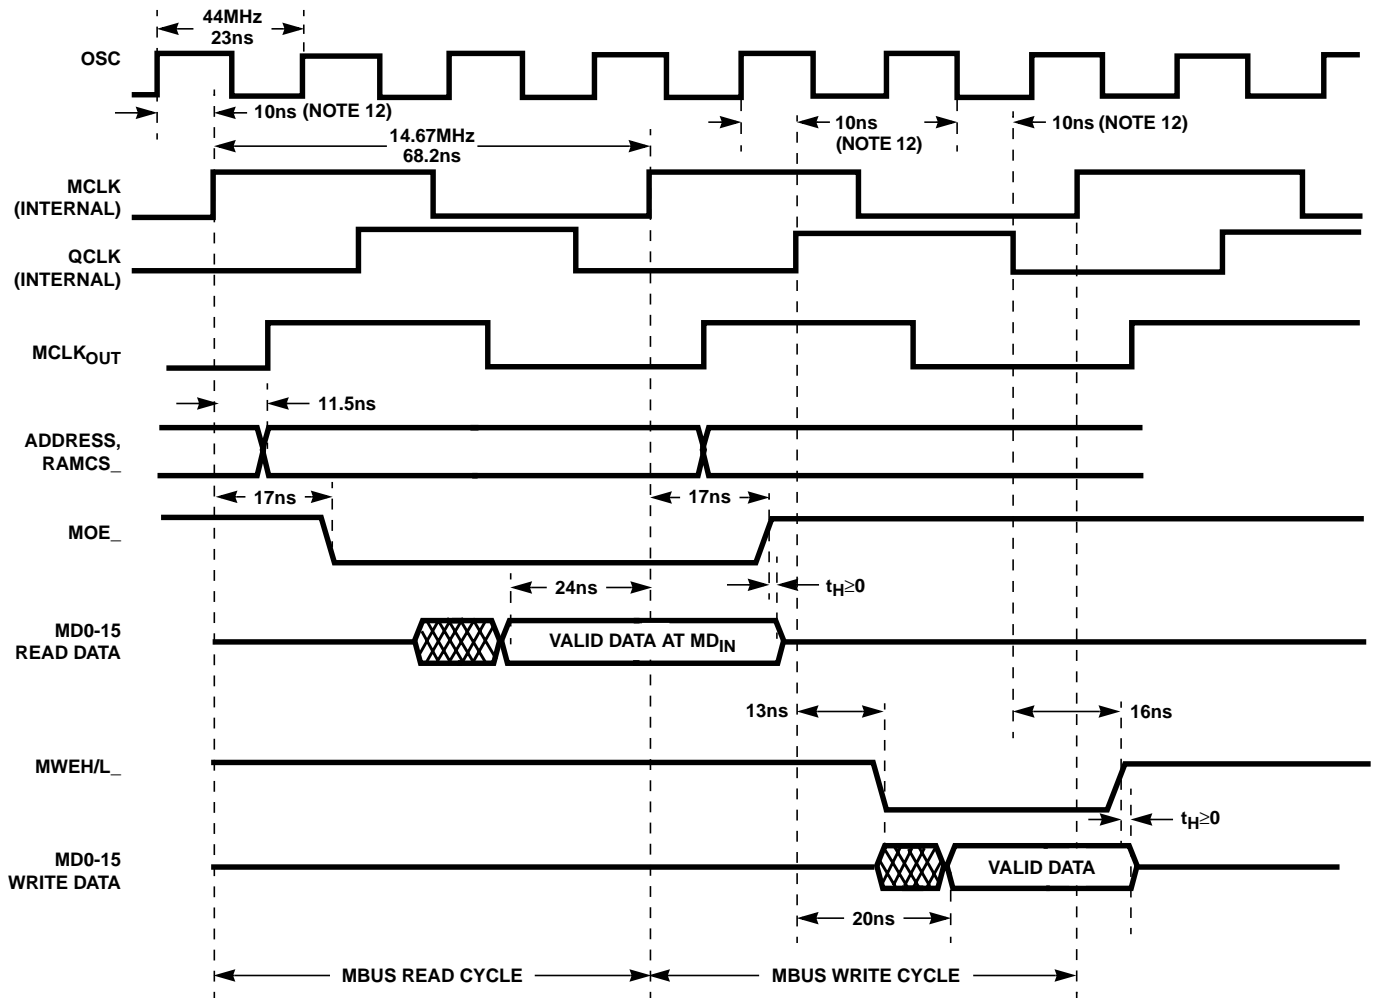 44MHz
23ns
OSC
10ns (NOTE 12)
10ns
(NOTE 12)
10ns (NOTE 12)
14.67MHz
68.2ns
MCLK
(INTERNAL)
QCLK
(INTERNAL)
MCLKOUT
11.5ns
ADDRESS,
RAMCS_
17ns
17ns
MOE_
24ns
tH≥0
MD0-15
READ DATA
VALID DATA AT MDIN
13ns
16ns
MWEH/L_
tH≥0
MD0-15
WRITE DATA
VALID DATA
20ns
MBUS READ CYCLE
MBUS WRITE CYCLE